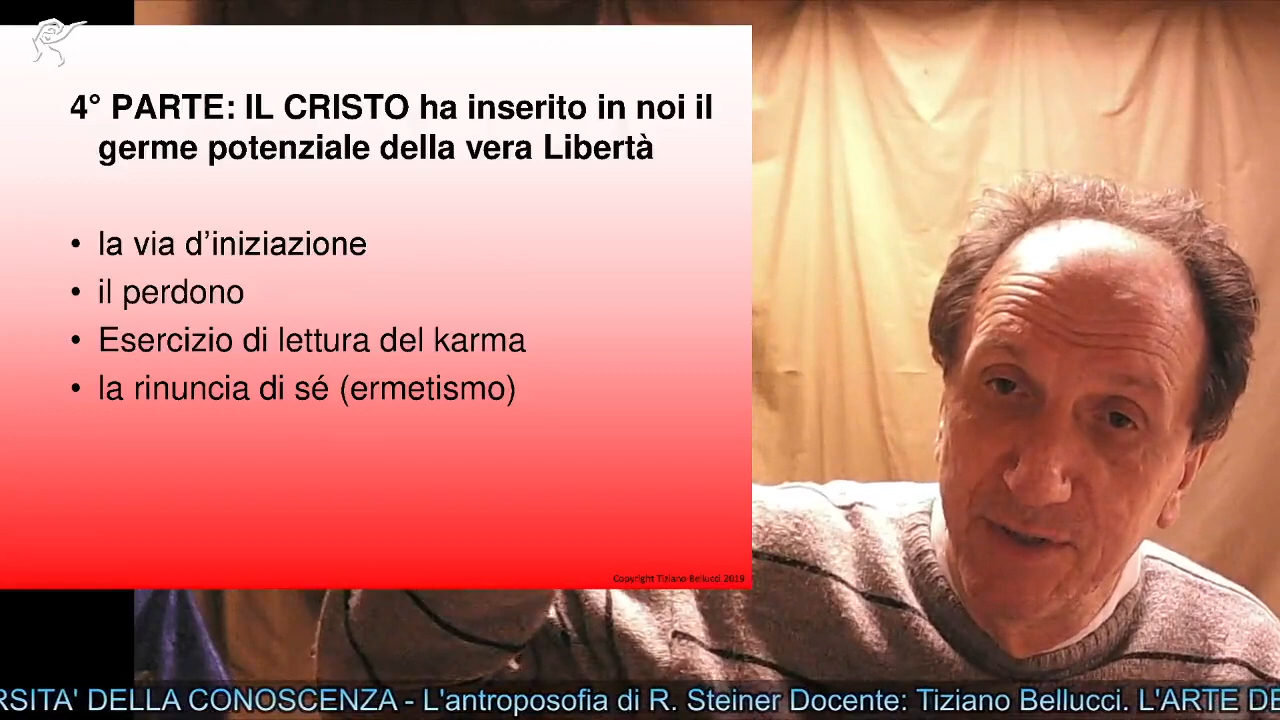 4° PARTE: IL CRISTO ha inserito in noi il
germe potenziale della vera Libertà
• la via d'iniziazione
• il perdono
• Esercizio di lettura del karma
• la rinuncia di sé (ermetismo)
Copyright Tiziano Bellucci 2019
RSITA' DELLA CONOSCENZA - L'antroposofia di R. Steiner Docente: Tiziano Bellucci. L'ARTE DE